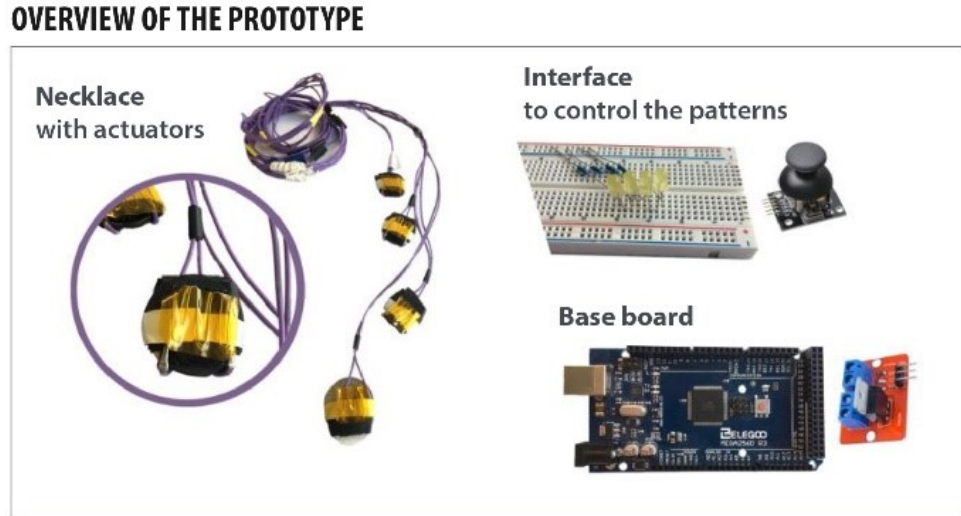 OVERVIEW OF THE PROTOTYPE
Necklace
with actuators
Interface
to control the patterns
Base board
ELEGOO
MEGA2560 R3